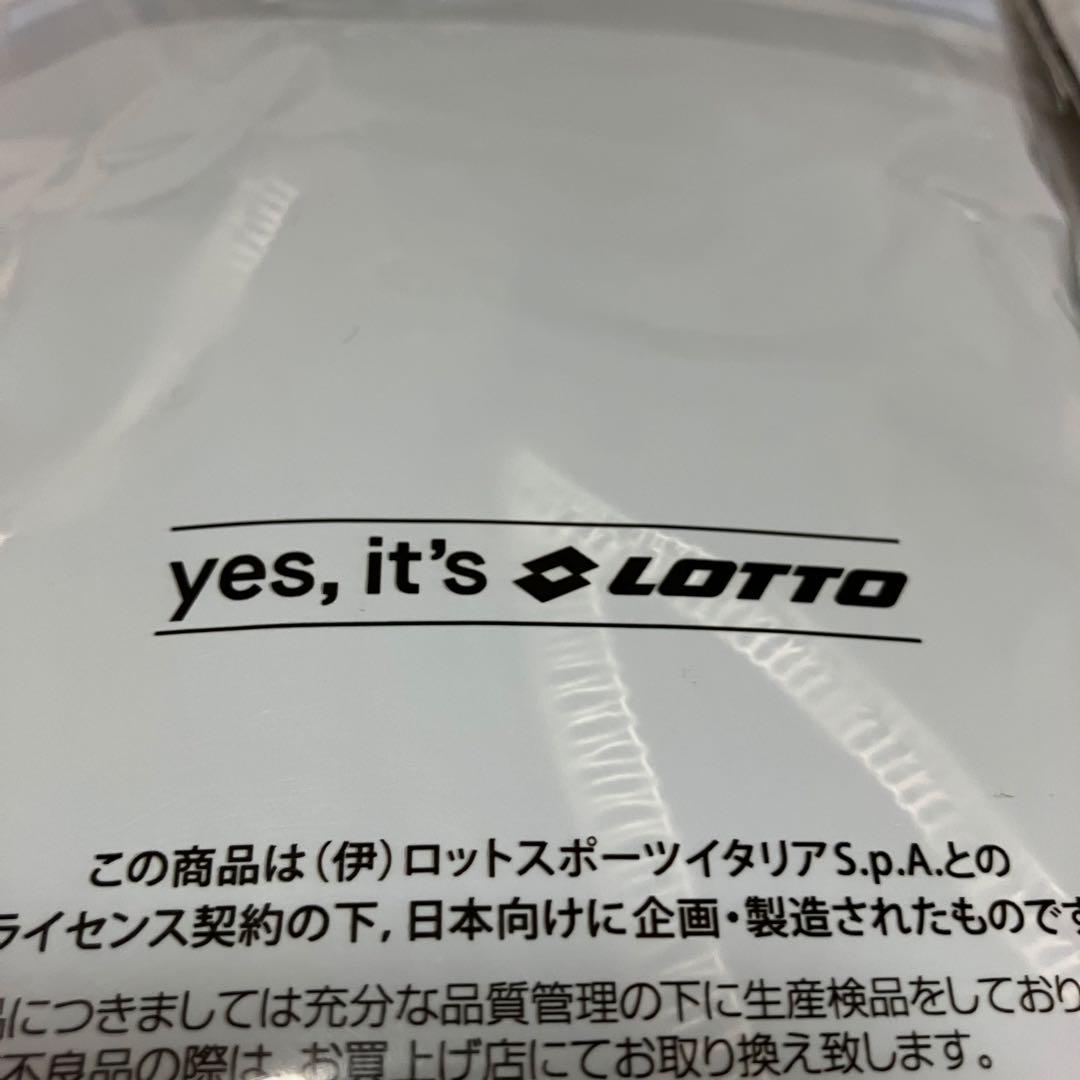 yes, it's LOTTO
この商品は(伊)ロットスポーツイタリアS.p.A.との
ライセンス契約の下,日本向けに企画・製造されたものです
品につきましては充分な品質管理の下に生産検品をしており
不良品の際は、お買上げ店にてお取り換え致します。